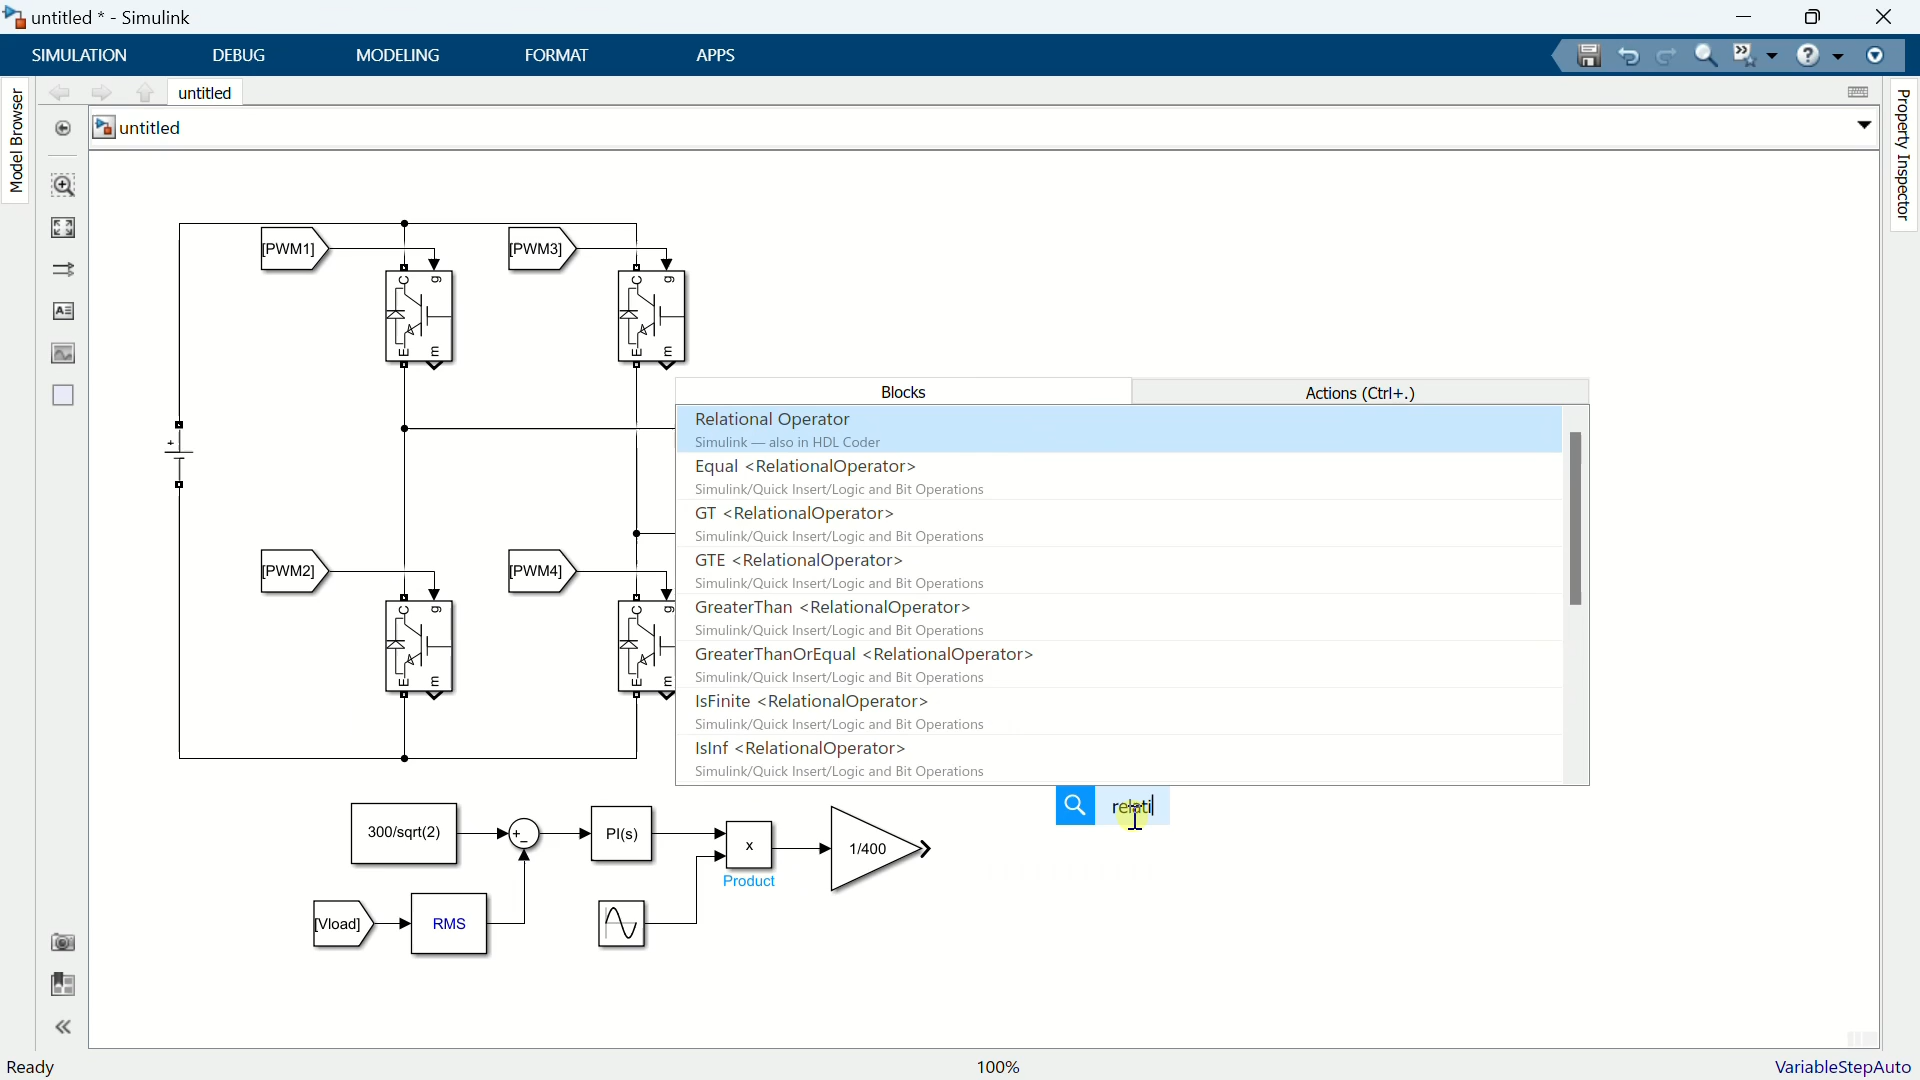 untitled * - Simulink
SIMULATION DEBUG MODELING FORMAT APPS
untitled
Model Browser
Property Inspector
untitled
[PWM1]
[PWM3]
C g
C g
E m
E m
Blocks Actions (Ctrl+.)
Relational Operator
Simulink — also in HDL Coder
Equal <RelationalOperator>
Simulink/Quick Insert/Logic and Bit Operations
GT <RelationalOperator>
Simulink/Quick Insert/Logic and Bit Operations
GTE <RelationalOperator>
Simulink/Quick Insert/Logic and Bit Operations
GreaterThan <RelationalOperator>
Simulink/Quick Insert/Logic and Bit Operations
GreaterThanOrEqual <RelationalOperator>
Simulink/Quick Insert/Logic and Bit Operations
IsFinite <RelationalOperator>
Simulink/Quick Insert/Logic and Bit Operations
IsInf <RelationalOperator>
Simulink/Quick Insert/Logic and Bit Operations
[PWM2]
[PWM4]
C g
C g
E m
E m
relati
300/sqrt(2)
+
−
PI(s)
x
Product
1/400
[Vload]
RMS
Ready 100% VariableStepAuto